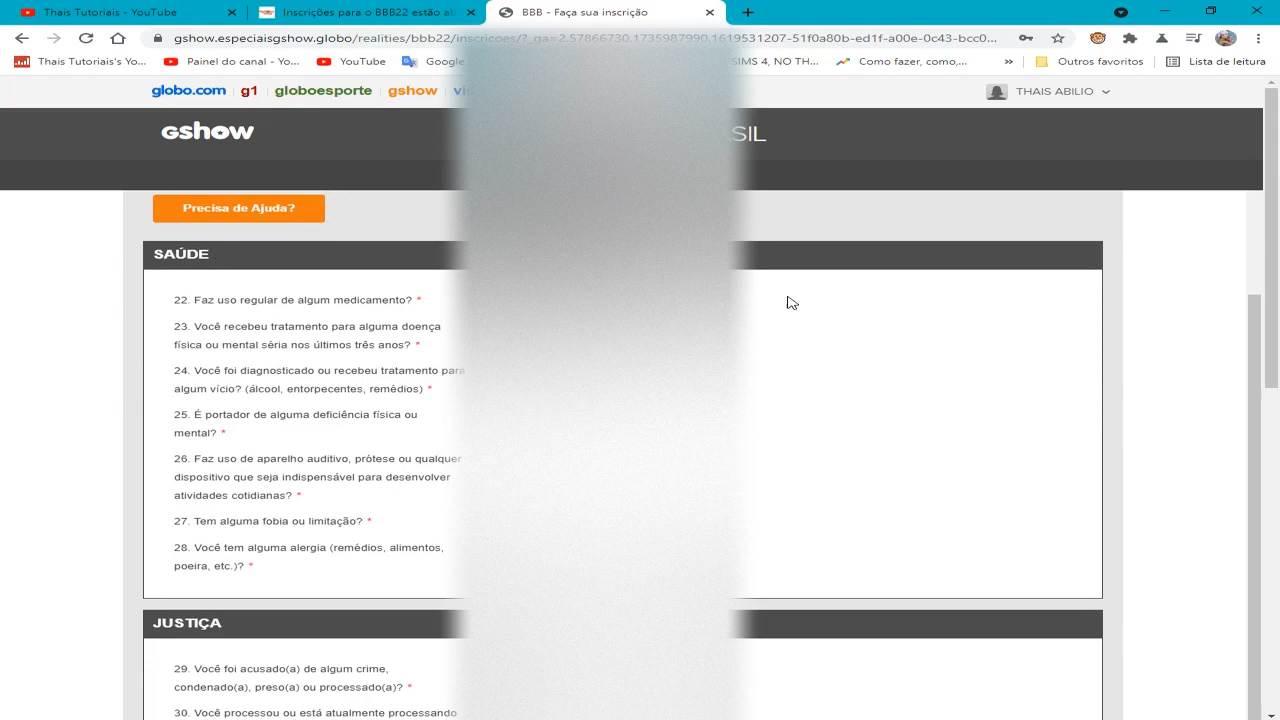 Thais Tutoriais - YouTube
Inscrições para o BBB22 estão ab
BBB - Faça sua inscrição
gshow.especiaisgshow.globo/realities/bbb22/inscricoes/?_ga=2.57866730.1735987990.1619531207-51f0a80b-ed1f-a00e-0c43-bcc0...
Thais Tutoriais's Yo...
Painel do canal - Yo...
YouTube
Google
SIMS 4, NO TH...
Como fazer, como,...
Outros favoritos
Lista de leitura
globo.com g1 globoesporte gshow
THAIS ABILIO
GSHOW
SIL
Precisa de Ajuda?
SAÚDE
22. Faz uso regular de algum medicamento? *
23. Você recebeu tratamento para alguma doença
física ou mental séria nos últimos três anos? *
24. Você foi diagnosticado ou recebeu tratamento para
algum vício? (álcool, entorpecentes, remédios) *
25. É portador de alguma deficiência física ou
mental? *
26. Faz uso de aparelho auditivo, prótese ou qualquer
dispositivo que seja indispensável para desenvolver
atividades cotidianas? *
27. Tem alguma fobia ou limitação? *
28. Você tem alguma alergia (remédios, alimentos,
poeira, etc.)? *
JUSTIÇA
29. Você foi acusado(a) de algum crime,
condenado(a), preso(a) ou processado(a)? *
30. Você processou ou está atualmente processando